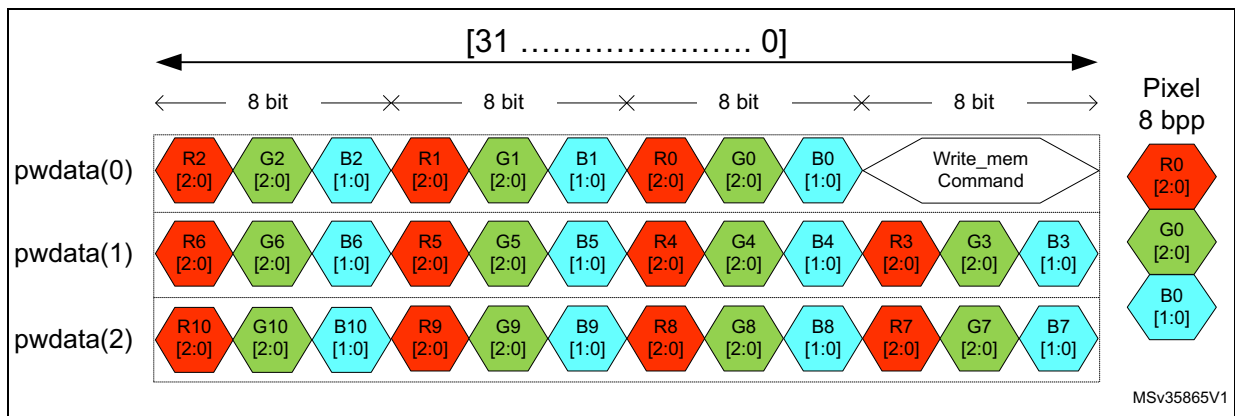 [31 ........................ 0]
8 bit 8 bit 8 bit 8 bit
Pixel
8 bpp
pwdata(0)
R2 G2 B2 R1 G1 B1 R0 G0 B0 Write_mem
[2:0] [2:0] [1:0] [2:0] [2:0] [1:0] [2:0] [2:0] [1:0] Command
R0
[2:0]
pwdata(1)
R6 G6 B6 R5 G5 B5 R4 G4 B4 R3 G3 B3
[2:0] [2:0] [1:0] [2:0] [2:0] [1:0] [2:0] [2:0] [1:0] [2:0] [2:0] [1:0]
G0
[2:0]
pwdata(2)
R10 G10 B10 R9 G9 B9 R8 G8 B8 R7 G7 B7
[2:0] [2:0] [1:0] [2:0] [2:0] [1:0] [2:0] [2:0] [1:0] [2:0] [2:0] [1:0]
B0
[1:0]
MSv35865V1